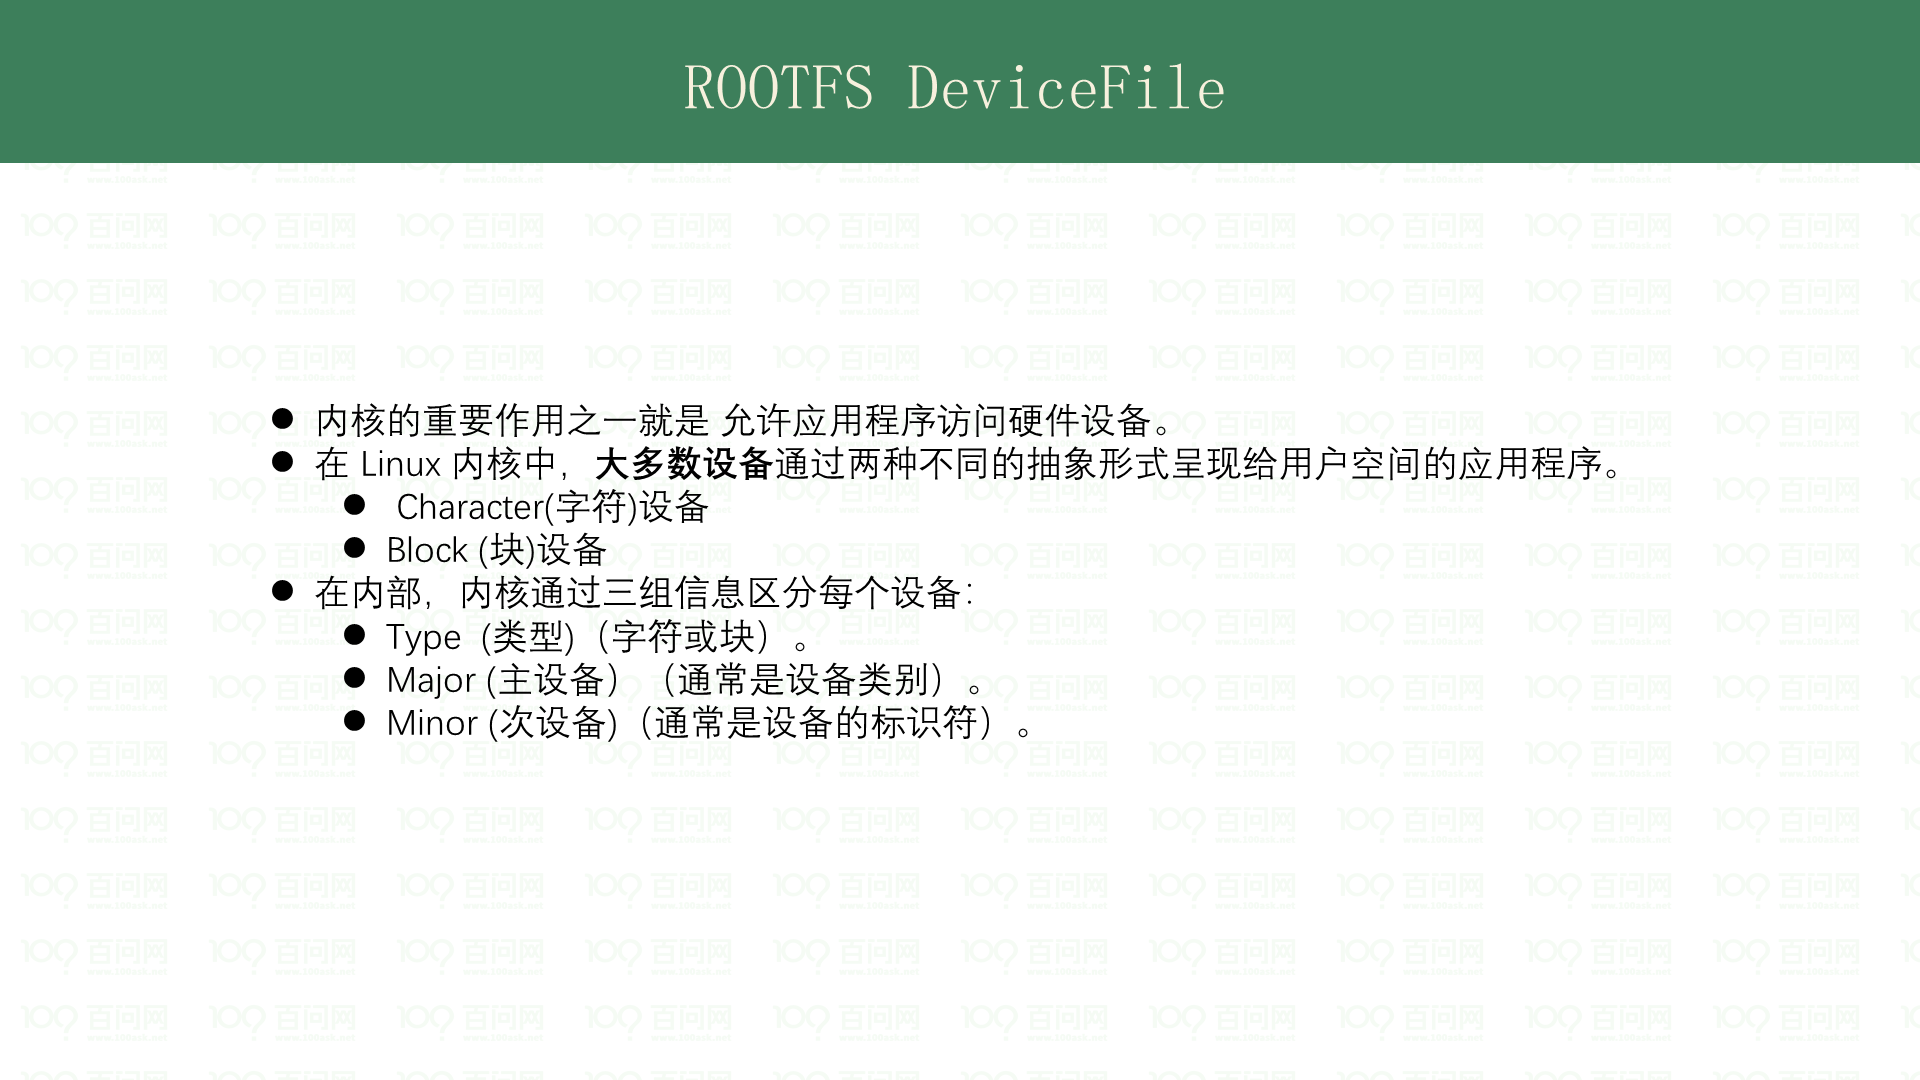 ROOTFS DeviceFile
内核的重要作用之一就是 允许应用程序访问硬件设备。
在 Linux 内核中，大多数设备通过两种不同的抽象形式呈现给用户空间的应用程序。
Character(字符)设备
Block (块)设备
在内部，内核通过三组信息区分每个设备：
Type (类型)（字符或块）。
Major (主设备）（通常是设备类别）。
Minor (次设备)（通常是设备的标识符）。
百问网
www.100ask.net